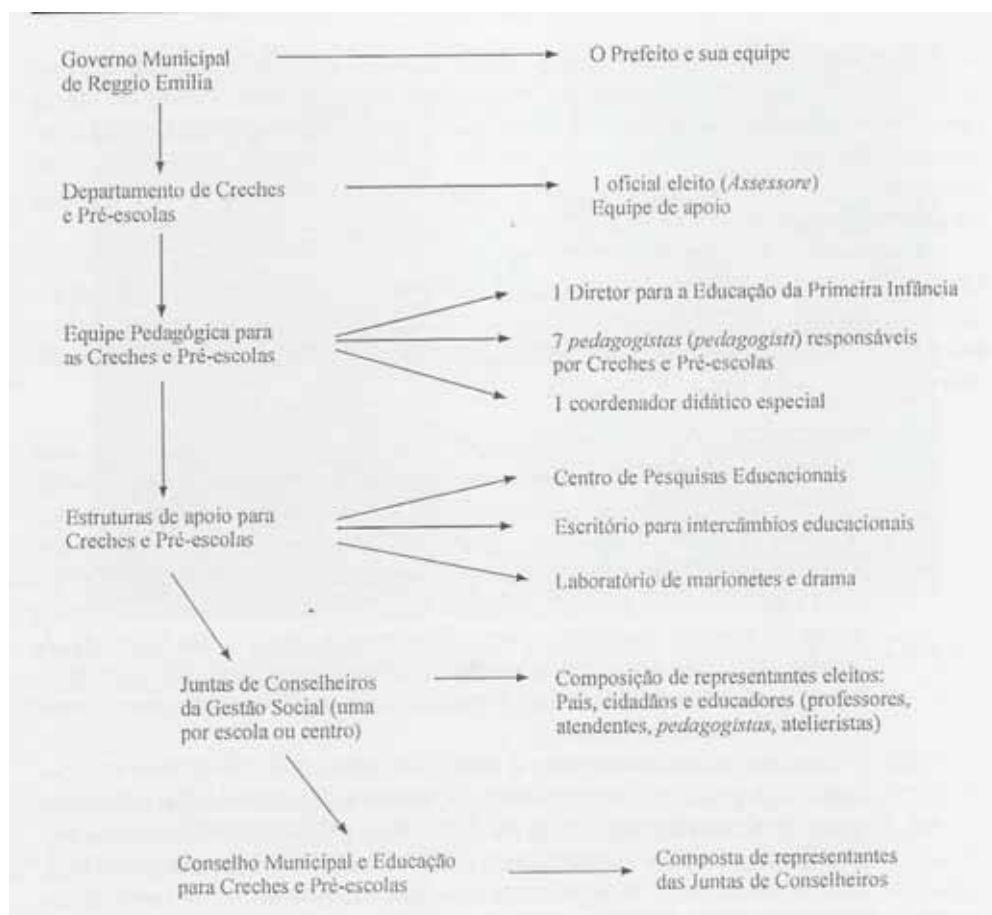 Governo Municipal
de Reggio Emilia
O Prefeito e sua equipe
Departamento de Creches
e Pré-escolas
1 oficial eleito (Assessore)
Equipe de apoio
Equipe Pedagógica para
as Creches e Pré-escolas
1 Diretor para a Educação da Primeira Infância
7 pedagogistas (pedagogisti) responsáveis
por Creches e Pré-escolas
1 coordenador didático especial
Estruturas de apoio para
Creches e Pré-escolas
Centro de Pesquisas Educacionais
Escritório para intercâmbios educacionais
Laboratório de marionetes e drama
Juntas de Conselheiros
da Gestão Social (uma
por escola ou centro)
Composição de representantes eleitos:
Pais, cidadãos e educadores (professores,
atendentes, pedagogistas, atelieristas)
Conselho Municipal e Educação
para Creches e Pré-escolas
Composta de representantes
das Juntas de Conselheiros